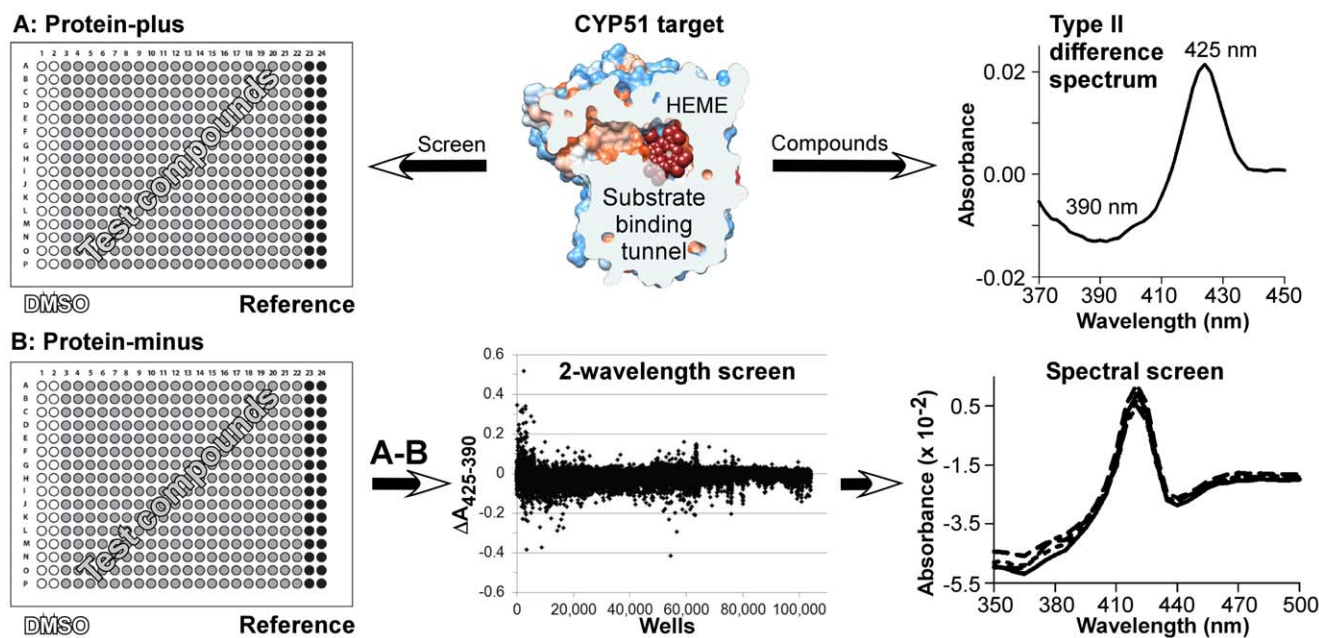 A: Protein-plus
1 2 3 4 5 6 7 8 9 10 11 12 13 14 15 16 17 18 19 20 21 22 23 24
A
B
C
D
E
F
G
H
I
J
K
L
M
N
O
P
Test compounds
DMSO
Reference
Screen
CYP51 target
HEME
Substrate
binding
tunnel
Compounds
Type II
difference
spectrum
425 nm
390 nm
Absorbance
0.02
0.00
-0.02
370 390 410 430 450
Wavelength (nm)
B: Protein-minus
1 2 3 4 5 6 7 8 9 10 11 12 13 14 15 16 17 18 19 20 21 22 23 24
A
B
C
D
E
F
G
H
I
J
K
L
M
N
O
P
Test compounds
DMSO
Reference
A-B
2-wavelength screen
ΔA425-390
0.6
0.4
0.2
0
-0.2
-0.4
-0.6
0 20,000 40,000 60,000 80,000 100,000
Wells
Spectral screen
Absorbance (x 10-2)
0.5
-1.5
-3.5
-5.5
350 380 410 440 470 500
Wavelength (nm)